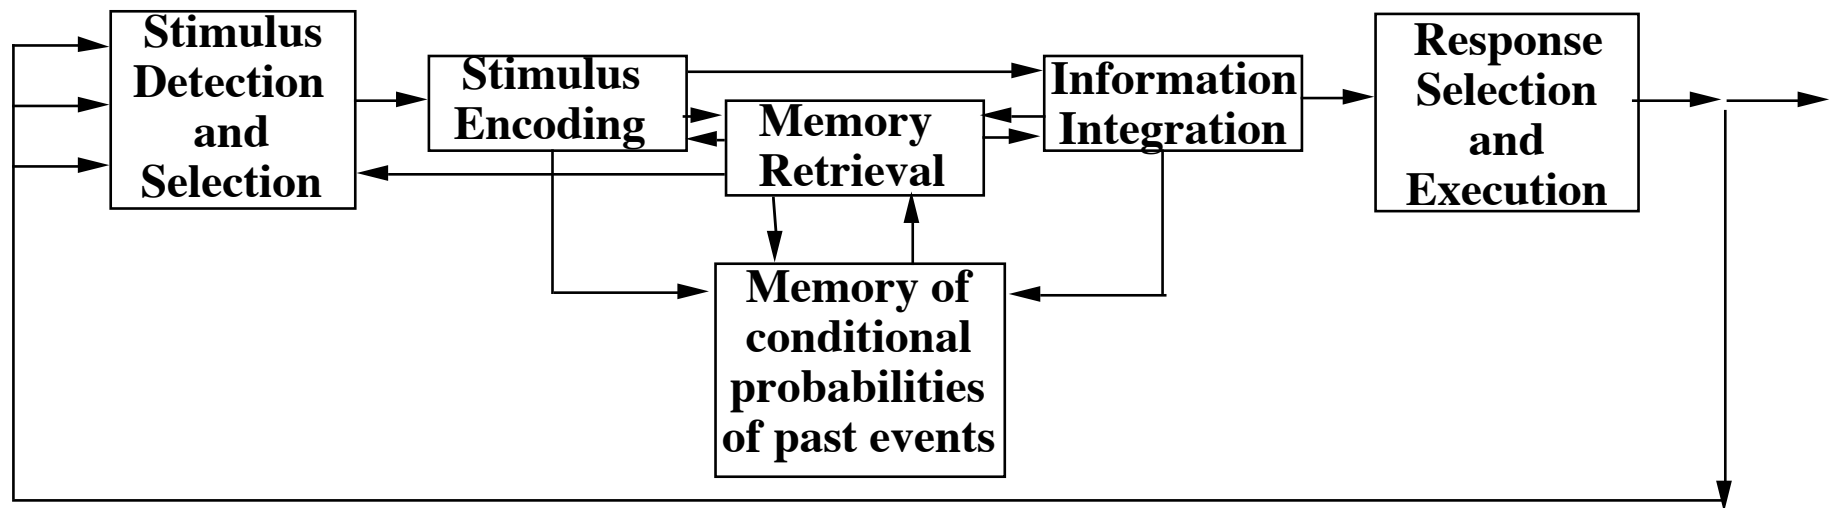 Stimulus
Detection
and
Selection
Stimulus
Encoding
Memory
Retrieval
Memory of
conditional
probabilities
of past events
Information
Integration
Response
Selection
and
Execution